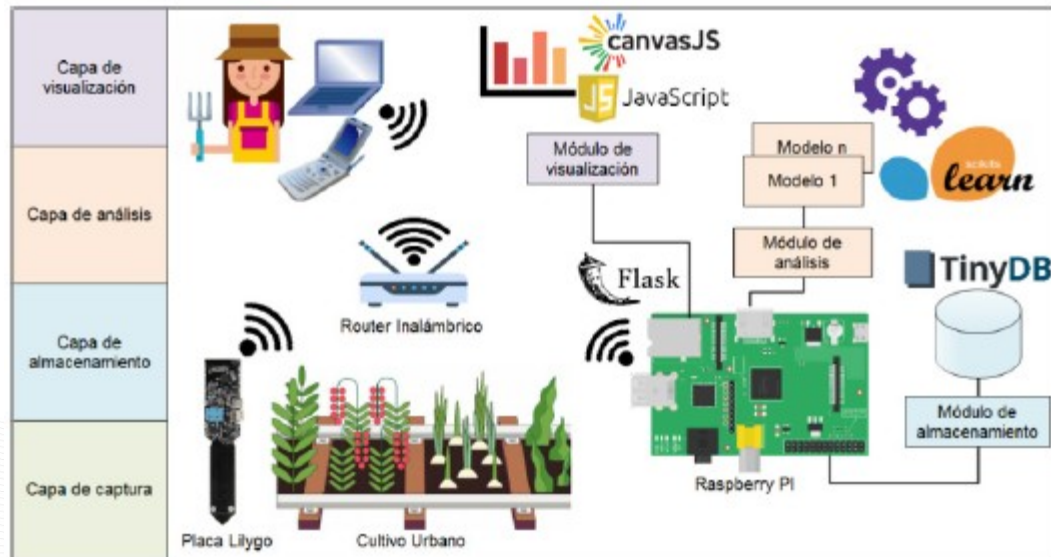 Capa de
visualización
Capa de análisis
Capa de
almacenamiento
Capa de captura
canvasJS
JS JavaScript
Módulo de
visualización
Modelo n
Modelo 1
scikit
learn
Módulo de
análisis
Flask
TinyDB
Router Inalámbrico
Módulo de
almacenamiento
Raspberry PI
Placa Lilygo
Cultivo Urbano